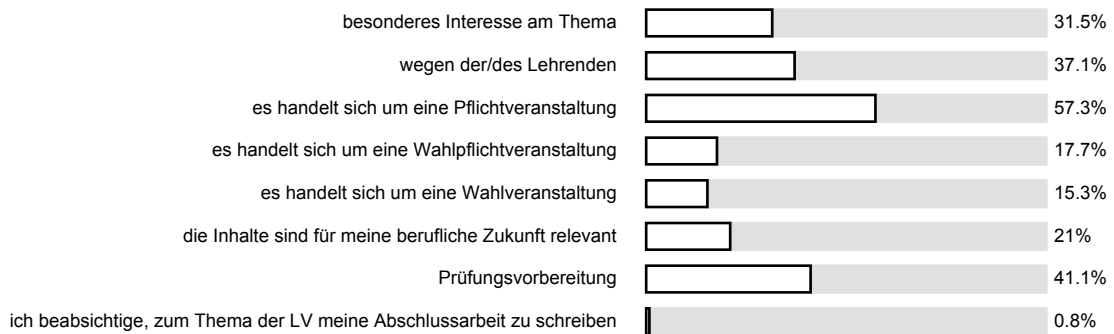 besonderes Interesse am Thema 31.5%
wegen der/des Lehrenden 37.1%
es handelt sich um eine Pflichtveranstaltung 57.3%
es handelt sich um eine Wahlpflichtveranstaltung 17.7%
es handelt sich um eine Wahlveranstaltung 15.3%
die Inhalte sind für meine berufliche Zukunft relevant 21%
Prüfungsvorbereitung 41.1%
ich beabsichtige, zum Thema der LV meine Abschlussarbeit zu schreiben 0.8%